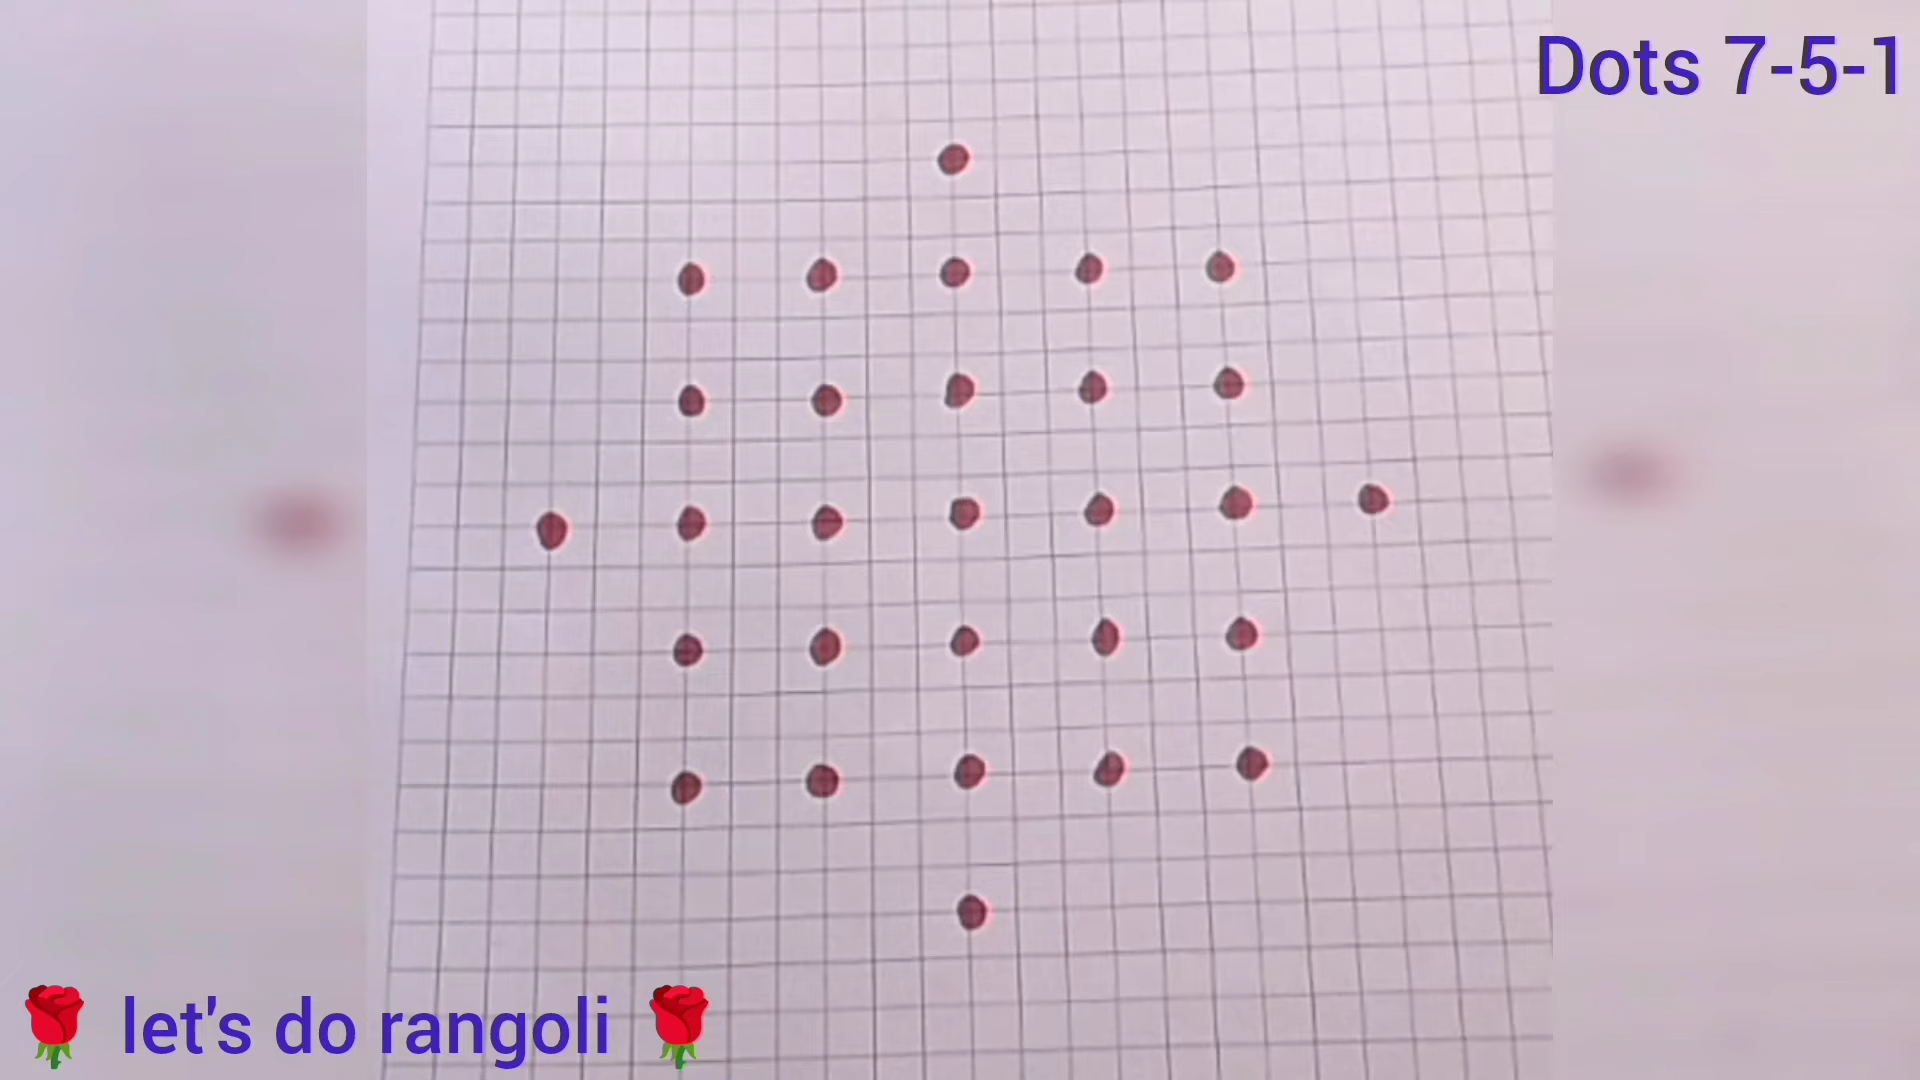 Dots 7-5-1
🌹 let's do rangoli 🌹